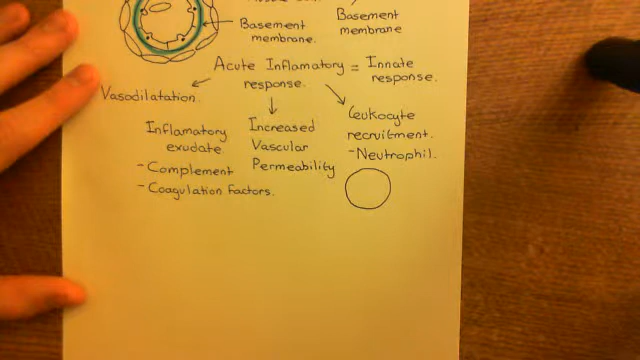 Basement
membrane.
Basement
membrane
Acute Inflamatory = Innate
response. response.
Vasodilatation.
Leukocyte
recruitment.
- Neutrophil.
Increased
Vascular
Permeability
Inflamatory
exudate
- Complement
- Coagulation Factors.